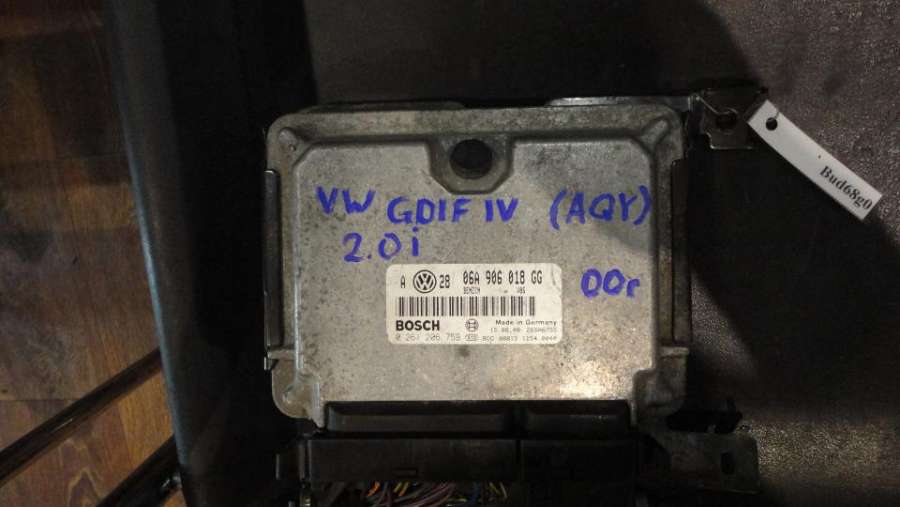 VW GOIF IV (AQY)
2.0i
00г
A 28 06A 906 018 GG
BENZIN
BOSCH
Made in Germany
0 261 206 759
Bud68g0